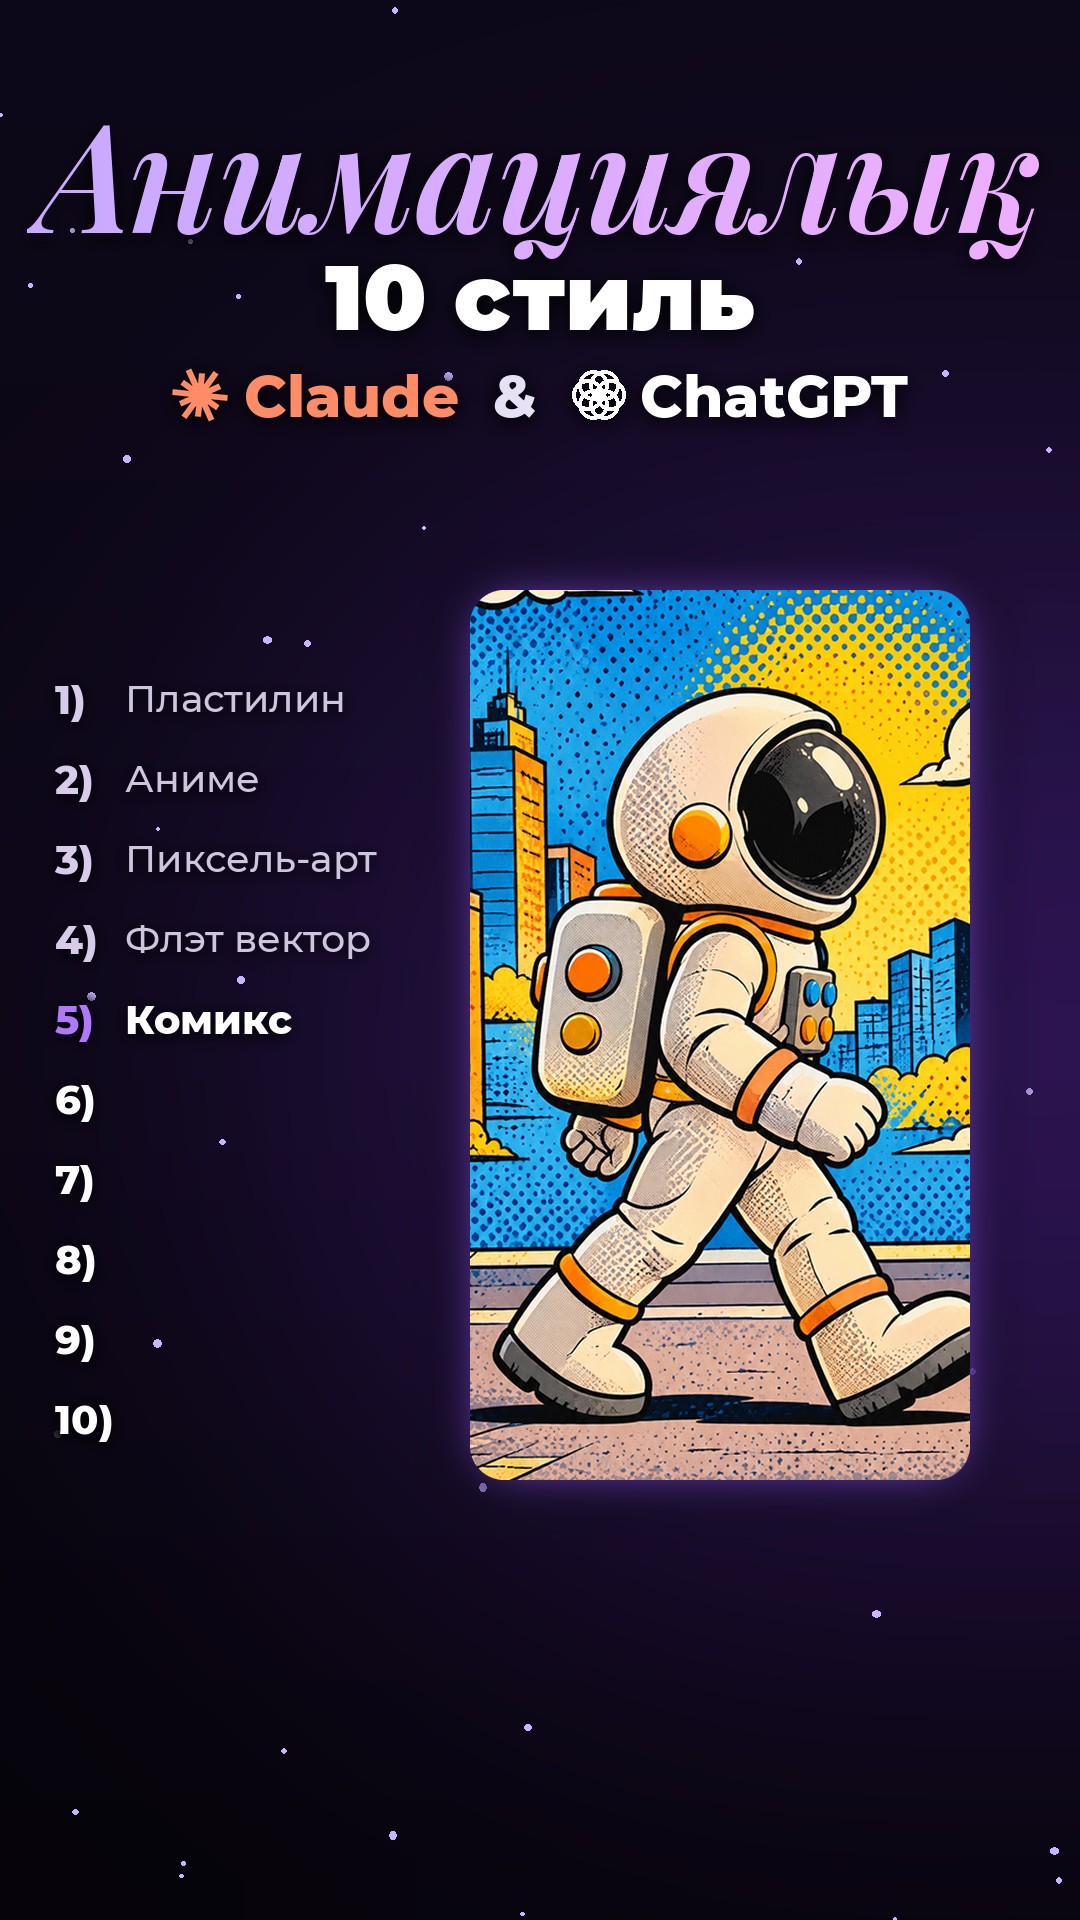 Анимациялық
10 стиль
Claude & ChatGPT
1) Пластилин
2) Аниме
3) Пиксель-арт
4) Флэт вектор
5) Комикс
6)
7)
8)
9)
10)